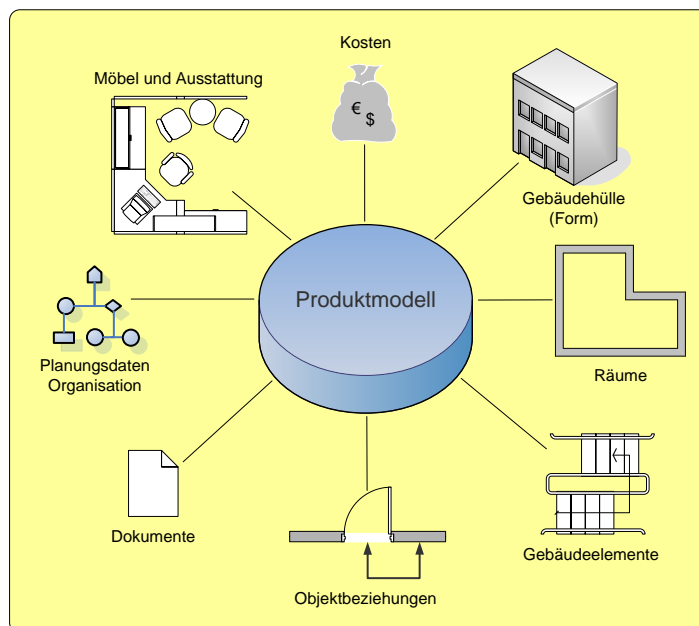 Kosten
Möbel und Ausstattung
€
$
Gebäudehülle
(Form)
Produktmodell
Planungsdaten
Organisation
Räume
Dokumente
Gebäudeelemente
Objektbeziehungen